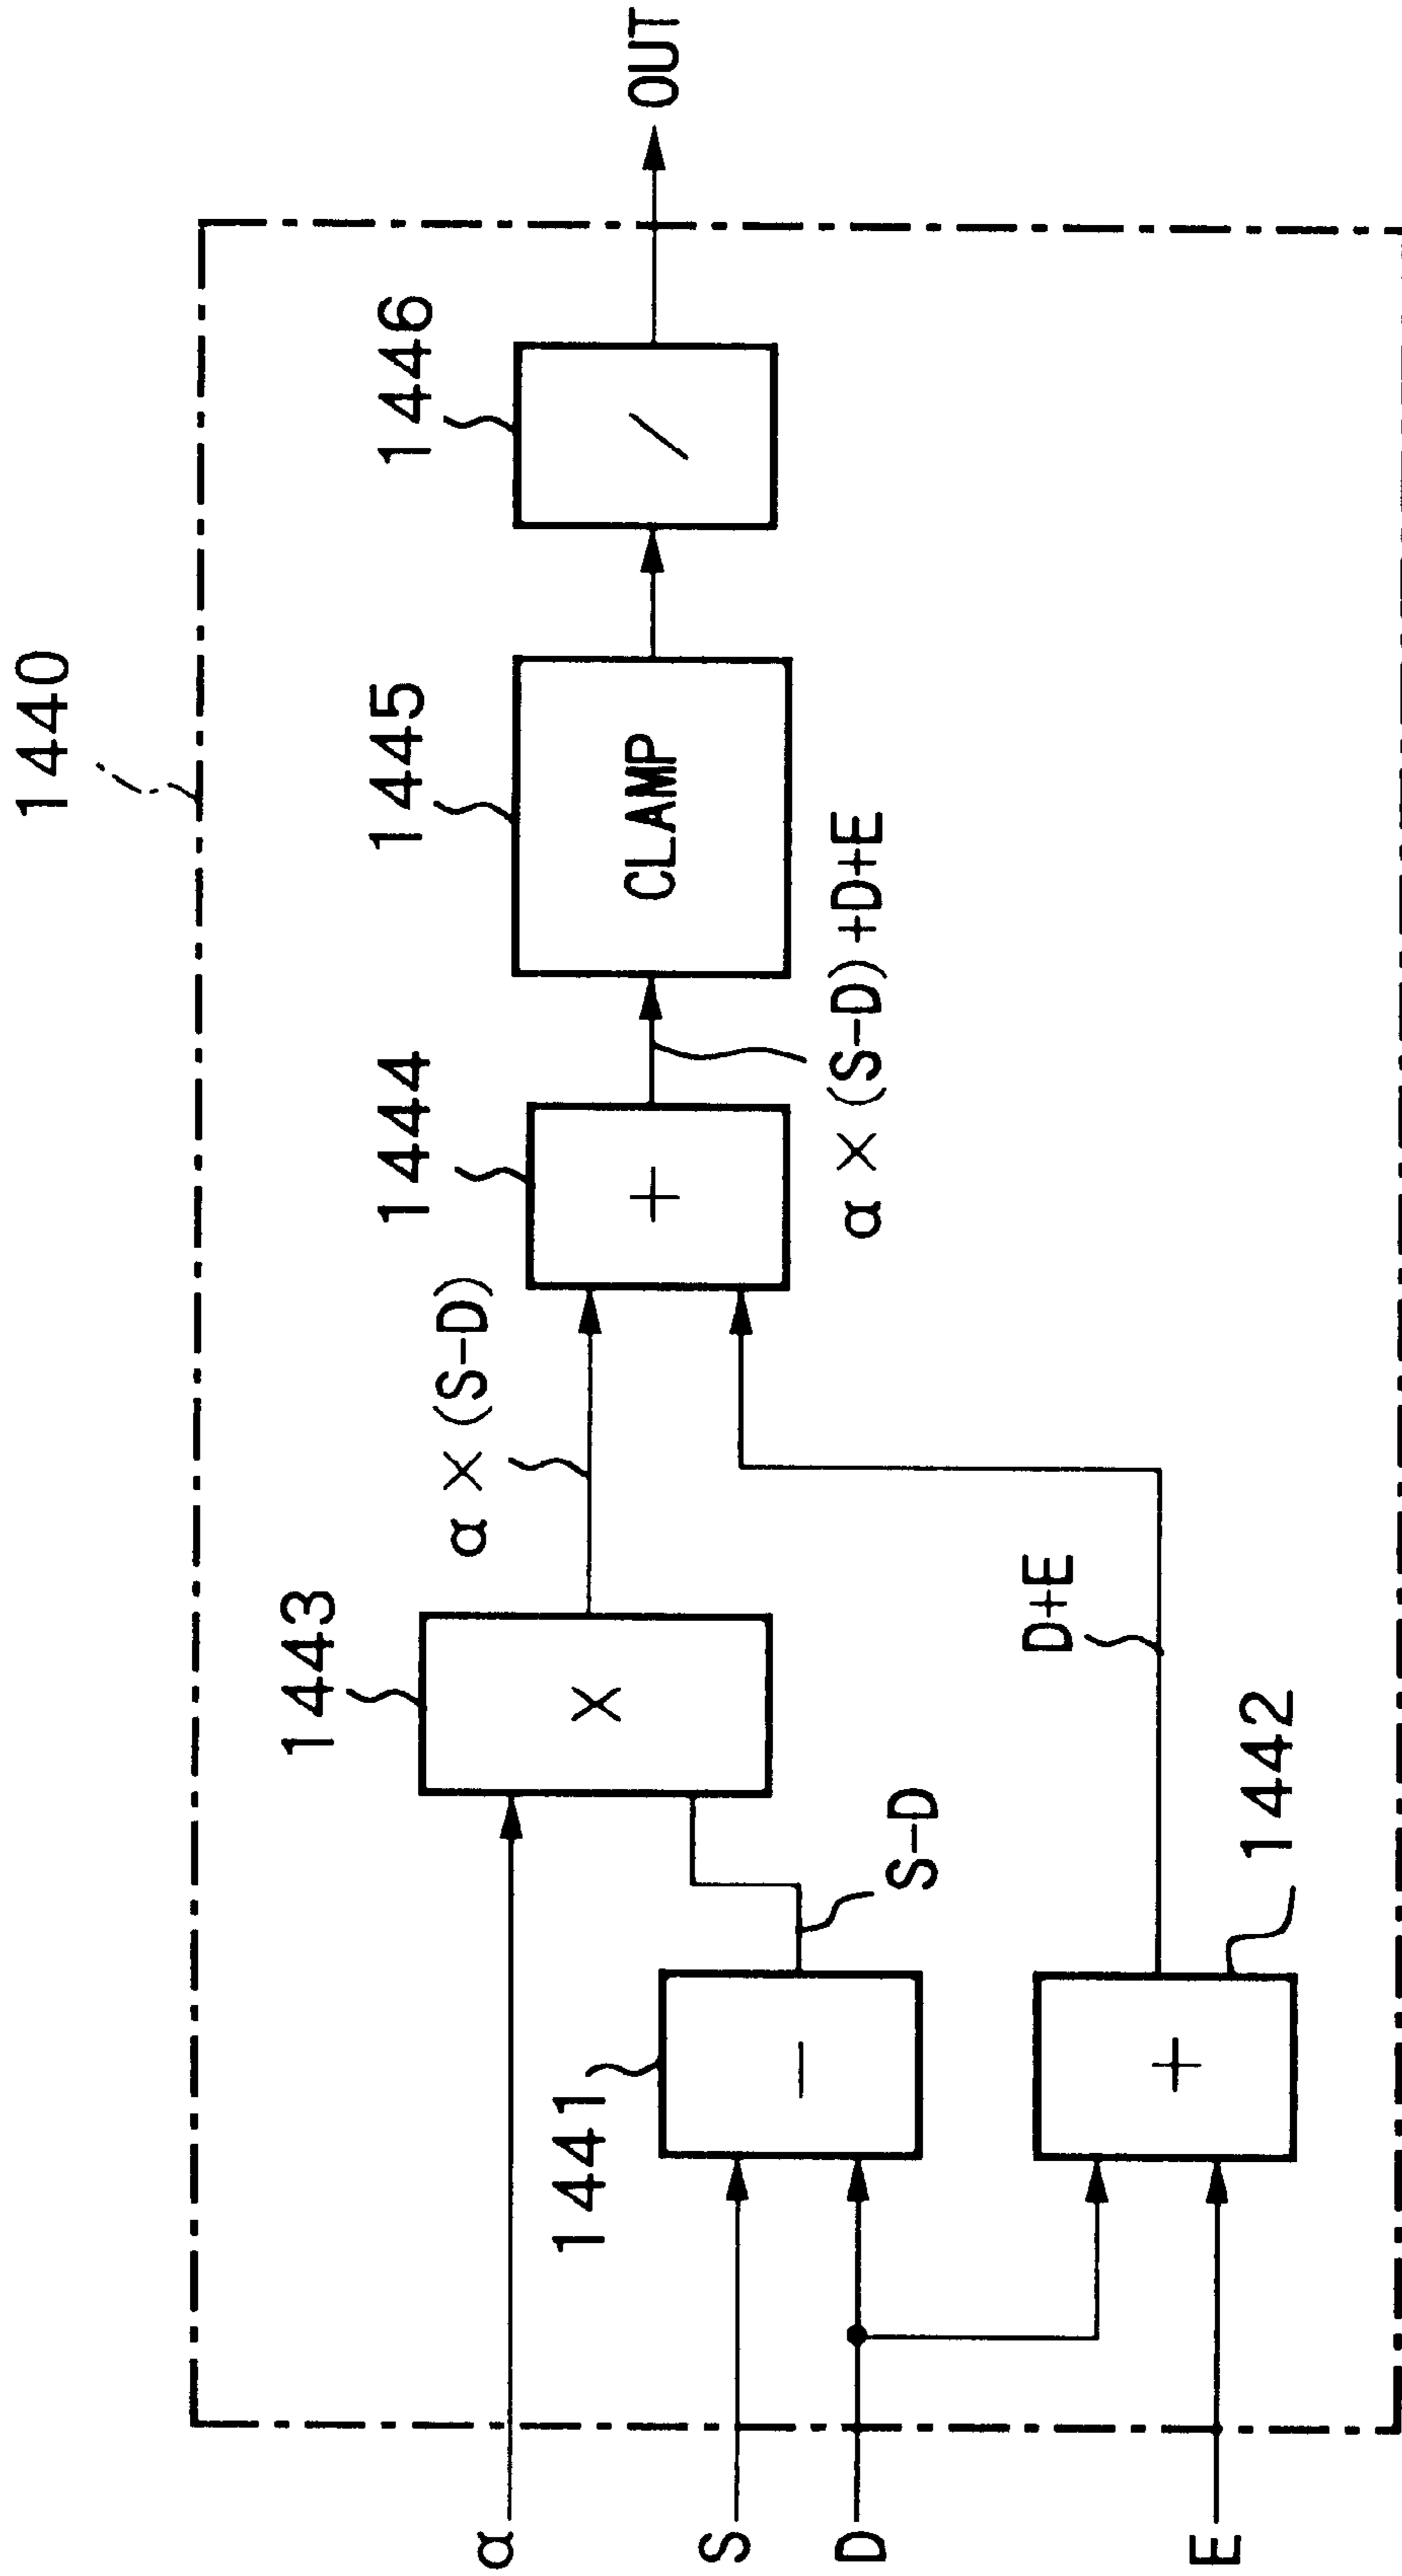 1440
α
S
D
E
1441
−
S−D
1442
+
D+E
1443
×
α × (S−D)
1444
+
α × (S−D) +D+E
1445
CLAMP
1446
/
OUT